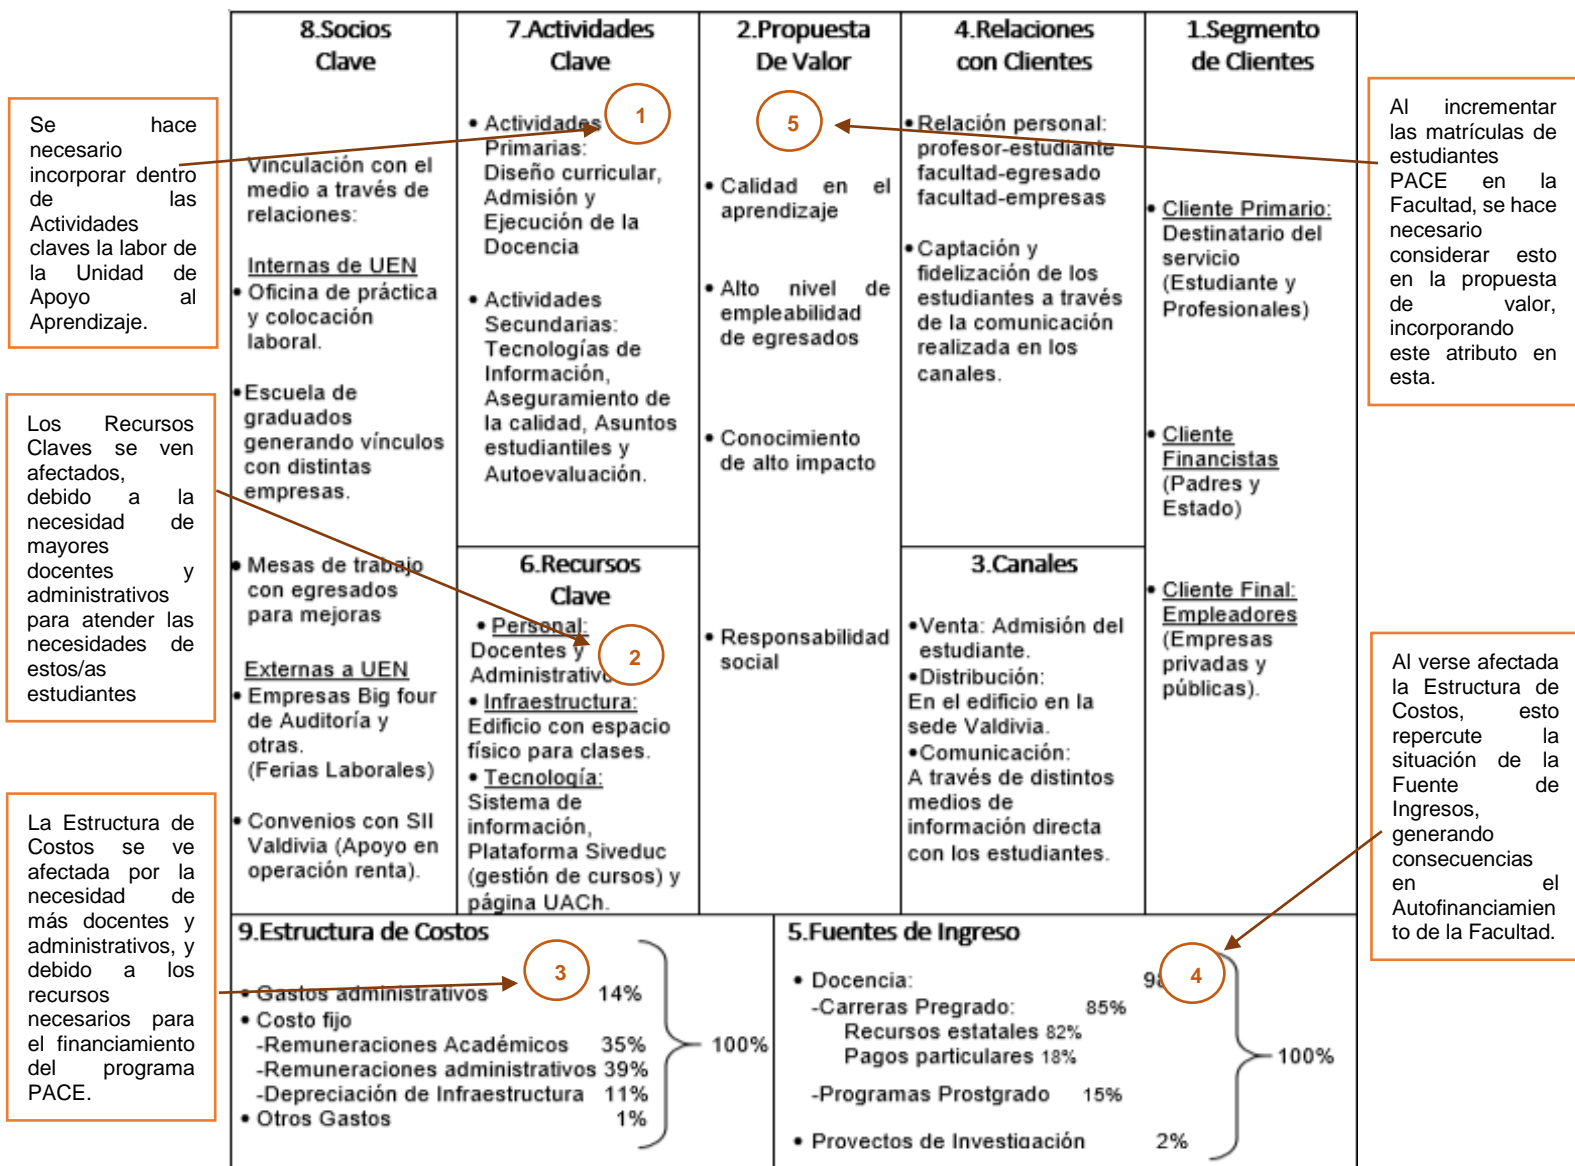 Se hace
necesario
incorporar dentro
de las
Actividades
claves la labor de
la Unidad de
Apoyo al
Aprendizaje.
Los Recursos
Claves se ven
afectados,
debido a la
necesidad de
mayores
docentes y
administrativos
para atender las
necesidades de
estos/as
estudiantes
La Estructura de
Costos se ve
afectada por la
necesidad de
más docentes y
administrativos, y
debido a los
recursos
necesarios para
el financiamiento
del programa
PACE.
8.Socios
Clave
Vinculación con el
medio a través de
relaciones:
Internas de UEN
• Oficina de práctica
y colocación
laboral.
• Escuela de
graduados
generando vínculos
con distintas
empresas.
• Mesas de trabajo
con egresados
para mejoras
Externas a UEN
• Empresas Big four
de Auditoría y
otras.
(Ferias Laborales)
• Convenios con SII
Valdivia (Apoyo en
operación renta).
7.Actividades
Clave
1
• Actividades
Primarias:
Diseño curricular,
Admisión y
Ejecución de la
Docencia
• Actividades
Secundarias:
Tecnologías de
Información,
Aseguramiento de
la calidad, Asuntos
estudiantiles y
Autoevaluación.
6.Recursos
Clave
• Personal:
Docentes y
Administrativo
2
• Infraestructura:
Edificio con espacio
físico para clases.
• Tecnología:
Sistema de
información,
Plataforma Siveduc
(gestión de cursos) y
página UACh.
2.Propuesta
De Valor
5
• Calidad en el
aprendizaje
• Alto nivel de
empleabilidad
de egresados
• Conocimiento
de alto impacto
• Responsabilidad
social
4.Relaciones
con Clientes
• Relación personal:
profesor-estudiante
facultad-egresado
facultad-empresas
• Captación y
fidelización de los
estudiantes a través
de la comunicación
realizada en los
canales.
3.Canales
•Venta: Admisión del
estudiante.
•Distribución:
En el edificio en la
sede Valdivia.
•Comunicación:
A través de distintos
medios de
información directa
con los estudiantes.
1.Segmento
de Clientes
• Cliente Primario:
Destinatario del
servicio
(Estudiante y
Profesionales)
• Cliente
Financistas
(Padres y
Estado)
• Cliente Final:
Empleadores
(Empresas
privadas y
públicas).
9.Estructura de Costos
3
• Gastos administrativos 14%
• Costo fijo
-Remuneraciones Académicos 35%
-Remuneraciones administrativos 39%
-Depreciación de Infraestructura 11%
• Otros Gastos 1%
100%
5.Fuentes de Ingreso
4
• Docencia:
-Carreras Pregrado: 85%
Recursos estatales 82%
Pagos particulares 18%
-Programas Prostgrado 15%
• Proyectos de Investigación 2%
100%
Al incrementar
las matrículas de
estudiantes
PACE en la
Facultad, se hace
necesario
considerar esto
en la propuesta
de valor,
incorporando
este atributo en
esta.
Al verse afectada
la Estructura de
Costos, esto
repercute la
situación de la
Fuente de
Ingresos,
generando
consecuencias
en el
Autofinanciamien
to de la Facultad.